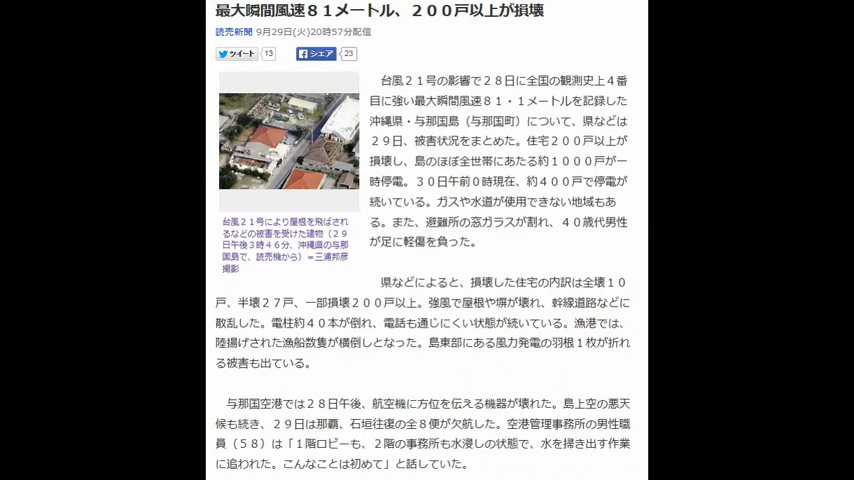 最大瞬間風速８１メートル、２００戸以上が損壊
読売新聞 9月29日(火)20時57分配信
ツイート 13 シェア 23
台風２１号の影響で２８日に全国の観測史上４番
目に強い最大瞬間風速８１・１メートルを記録した
沖縄県・与那国島（与那国町）について、県などは
２９日、被害状況をまとめた。住宅２００戸以上が
損壊し、島のほぼ全世帯にあたる約１０００戸が一
時停電。３０日午前０時現在、約４００戸で停電が
続いている。ガスや水道が使用できない地域もあ
る。また、避難所の窓ガラスが割れ、４０歳代男性
が足に軽傷を負った。
台風２１号により屋根を飛ばされ
るなどの被害を受けた建物（２９
日午後３時４６分、沖縄県の与那
国島で、読売機から）＝三浦邦彦
撮影
県などによると、損壊した住宅の内訳は全壊１０
戸、半壊２７戸、一部損壊２００戸以上。強風で屋根や塀が壊れ、幹線道路などに
散乱した。電柱約４０本が倒れ、電話も通じにくい状態が続いている。漁港では、
陸揚げされた漁船数隻が横倒しとなった。島東部にある風力発電の羽根１枚が折れ
る被害も出ている。
与那国空港では２８日午後、航空機に方位を伝える機器が壊れた。島上空の悪天
候も続き、２９日は那覇、石垣往復の全８便が欠航した。空港管理事務所の男性職
員（５８）は「１階ロビーも、２階の事務所も水浸しの状態で、水を掃き出す作業
に追われた。こんなことは初めて」と話していた。